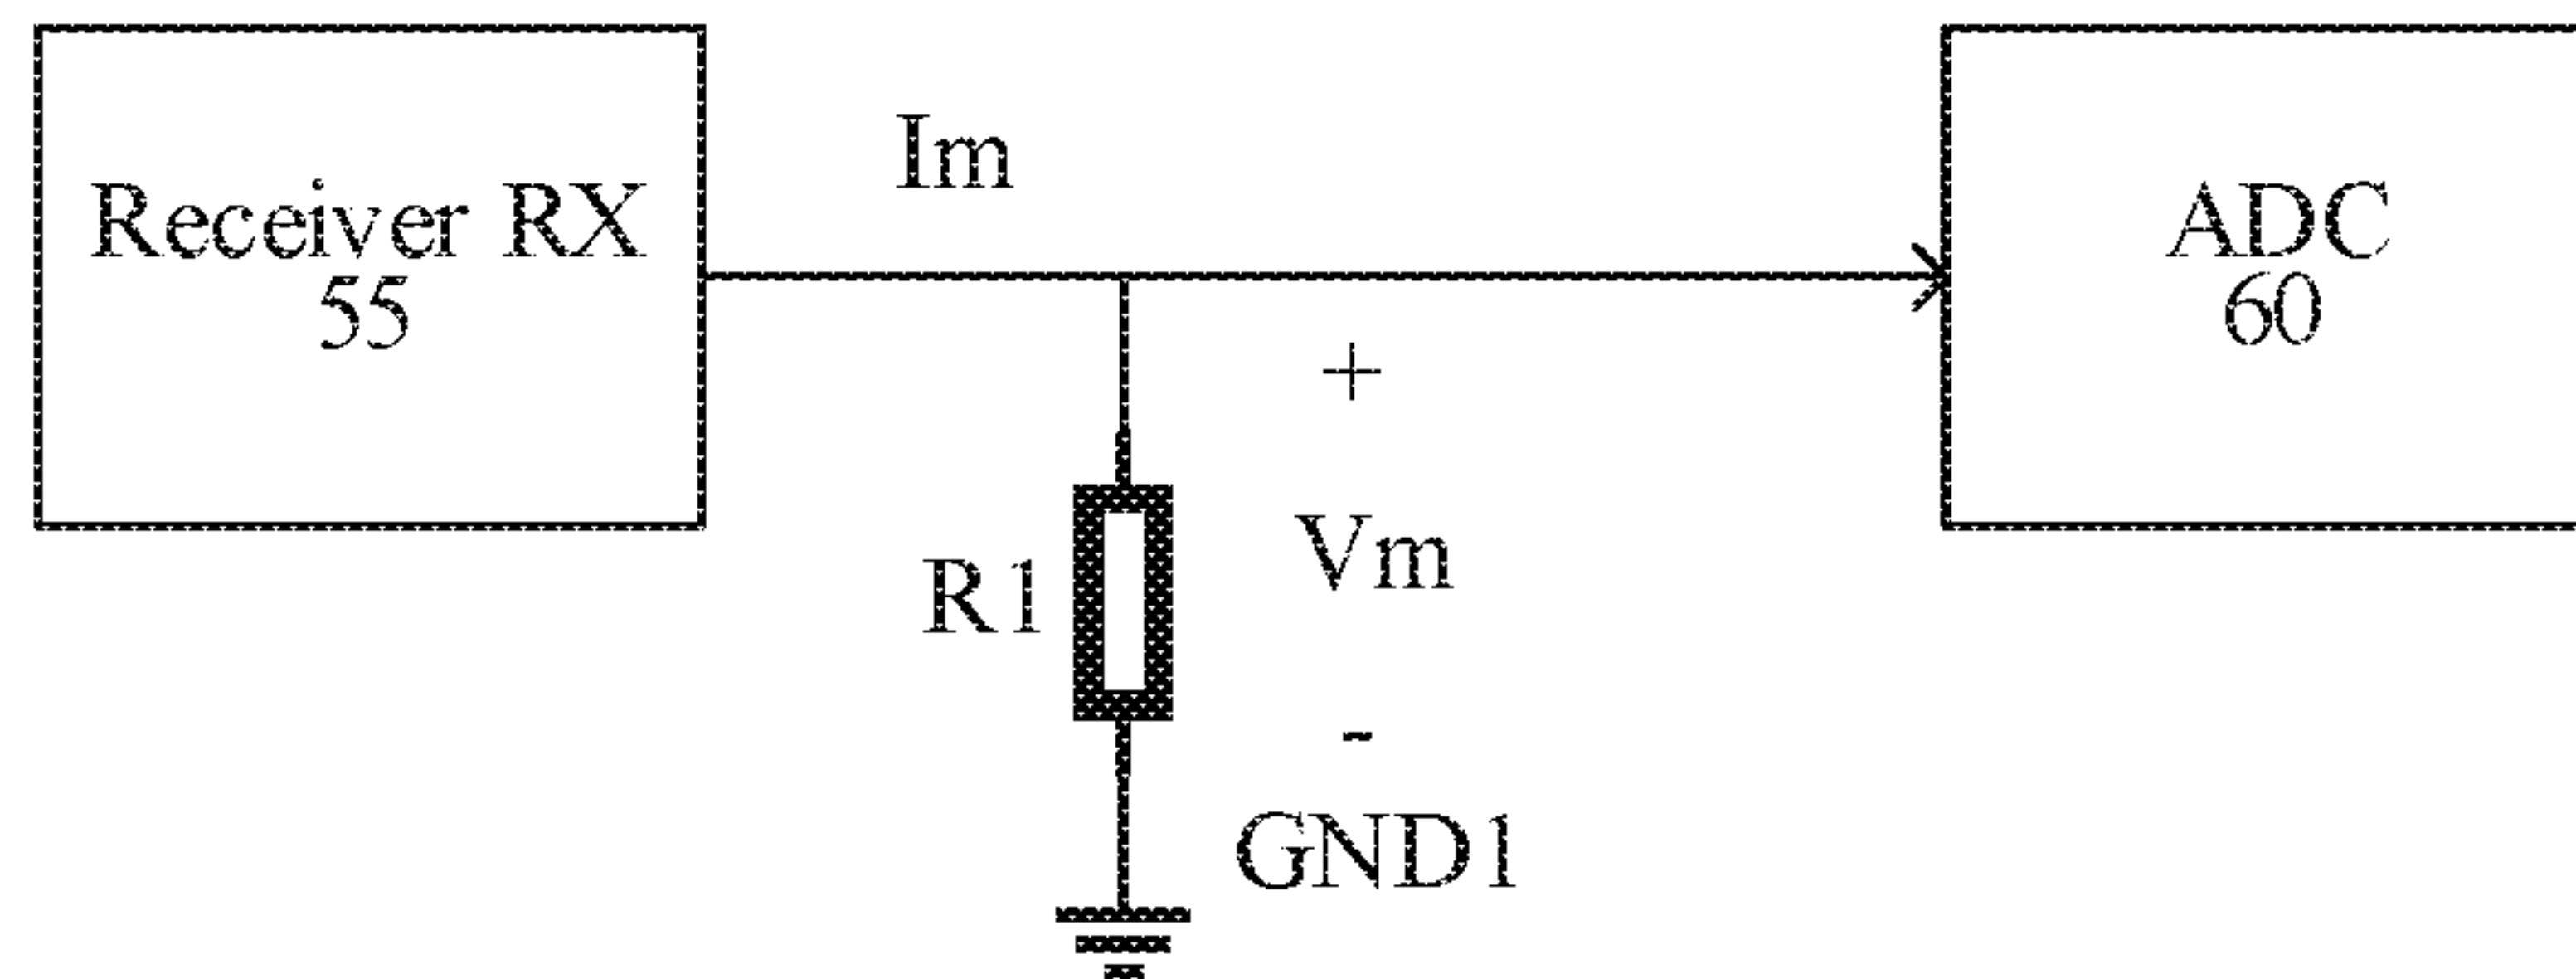 Receiver RX
55
Im
ADC
60
+
R1
Vm
-
GND1